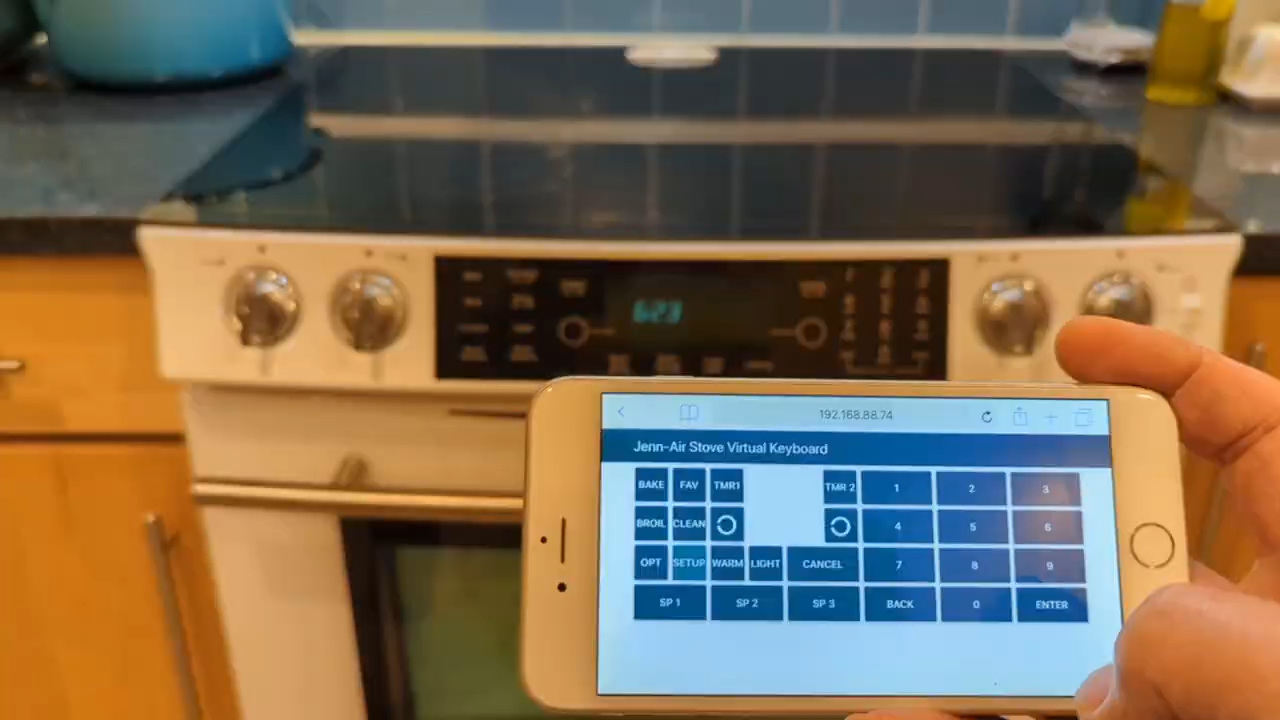 6:23
192.168.88.74
Jenn-Air Stove Virtual Keyboard
BAKE FAV TMR1 TMR 2 1 2 3
BROIL CLEAN 4 5 6
OPT SETUP WARM LIGHT CANCEL 7 8 9
SP 1 SP 2 SP 3 BACK 0 ENTER